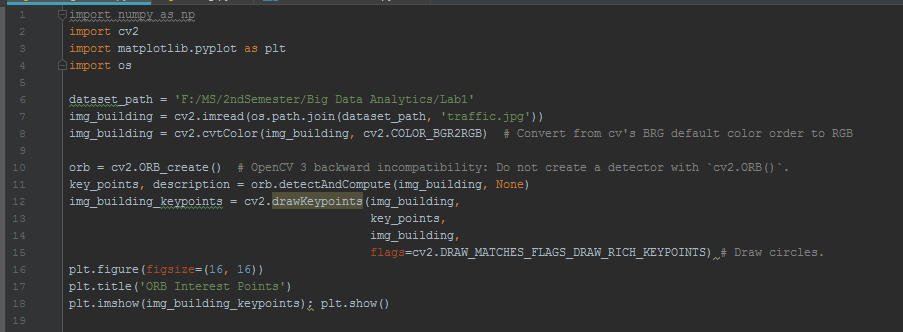 1 import numpy as np
2 import cv2
3 import matplotlib.pyplot as plt
4 import os
5
6 dataset_path = 'F:/MS/2ndSemester/Big Data Analytics/Lab1'
7 img_building = cv2.imread(os.path.join(dataset_path, 'traffic.jpg'))
8 img_building = cv2.cvtColor(img_building, cv2.COLOR_BGR2RGB)  # Convert from cv's BRG default color order to RGB
9
10 orb = cv2.ORB_create()  # OpenCV 3 backward incompatibility: Do not create a detector with `cv2.ORB()`.
11 key_points, description = orb.detectAndCompute(img_building, None)
12 img_building_keypoints = cv2.drawKeypoints(img_building,
13                                            key_points,
14                                            img_building,
15                                            flags=cv2.DRAW_MATCHES_FLAGS_DRAW_RICH_KEYPOINTS) # Draw circles.
16 plt.figure(figsize=(16, 16))
17 plt.title('ORB Interest Points')
18 plt.imshow(img_building_keypoints); plt.show()
19